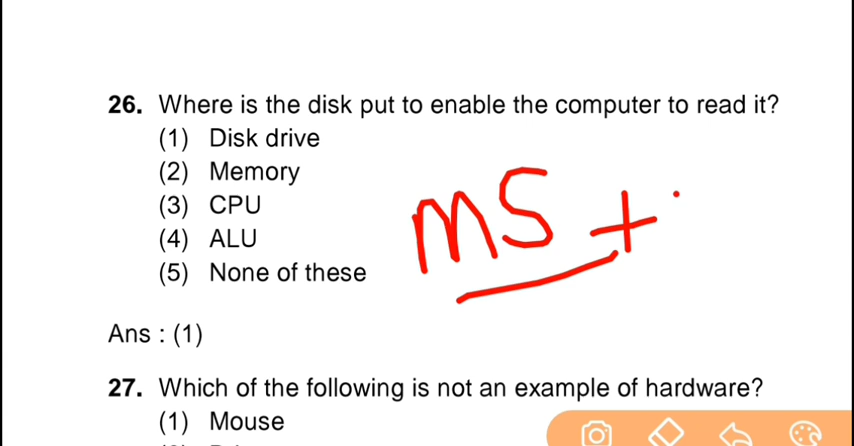 26. Where is the disk put to enable the computer to read it?
(1) Disk drive
(2) Memory
(3) CPU
(4) ALU
(5) None of these
MS +
Ans : (1)
27. Which of the following is not an example of hardware?
(1) Mouse